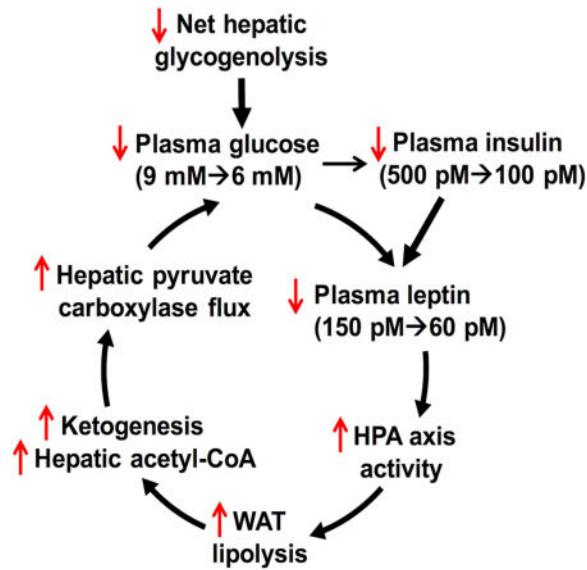 ↓ Net hepatic
glycogenolysis
↓ Plasma glucose
(9 mM→6 mM)
↓ Plasma insulin
(500 pM→100 pM)
↓ Plasma leptin
(150 pM→60 pM)
↑ HPA axis
activity
↑ WAT
lipolysis
↑ Ketogenesis
↑ Hepatic acetyl-CoA
↑ Hepatic pyruvate
carboxylase flux